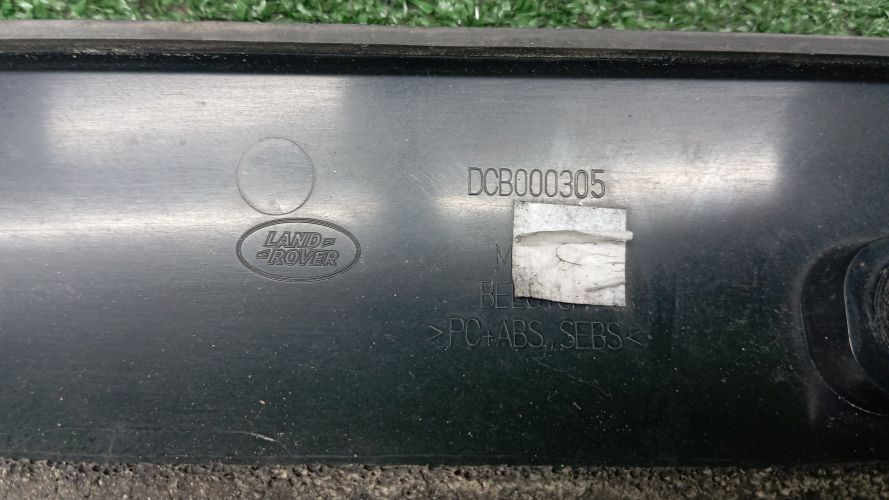 DCB000305
LAND
ROVER
>PC+ABS,SEBS<